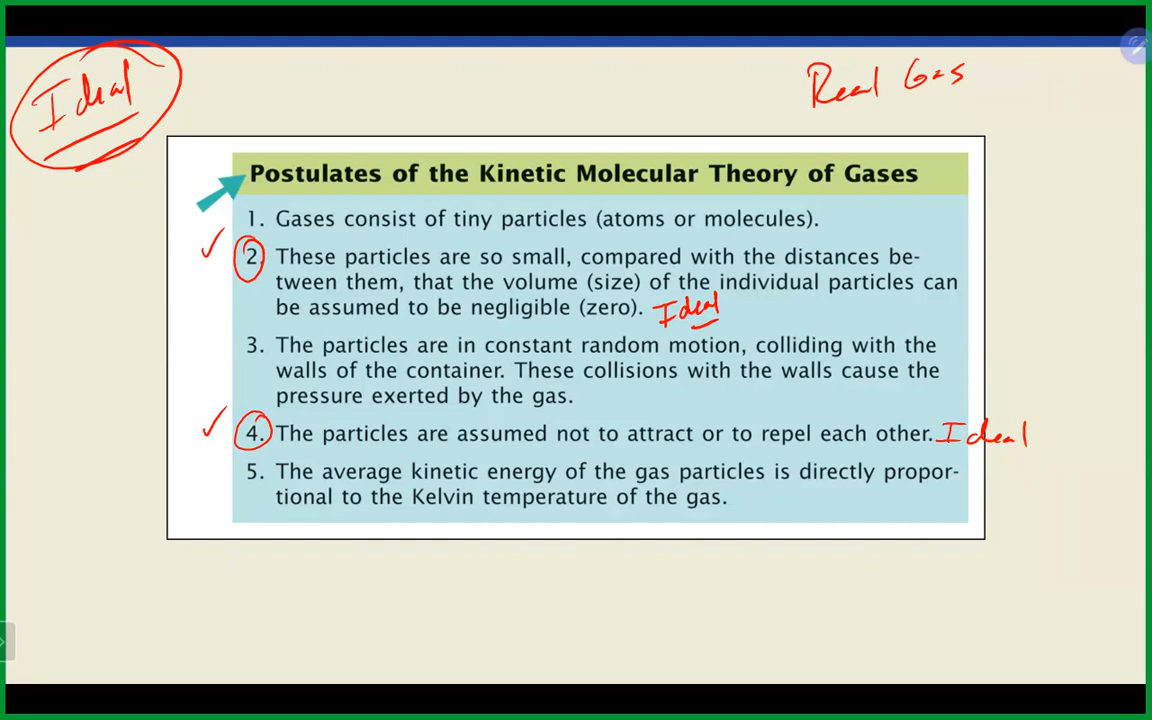 Ideal
Real Gas
Postulates of the Kinetic Molecular Theory of Gases
1. Gases consist of tiny particles (atoms or molecules).
2. These particles are so small, compared with the distances be-
tween them, that the volume (size) of the individual particles can
be assumed to be negligible (zero). Ideal
3. The particles are in constant random motion, colliding with the
walls of the container. These collisions with the walls cause the
pressure exerted by the gas.
4. The particles are assumed not to attract or to repel each other. Ideal
5. The average kinetic energy of the gas particles is directly propor-
tional to the Kelvin temperature of the gas.